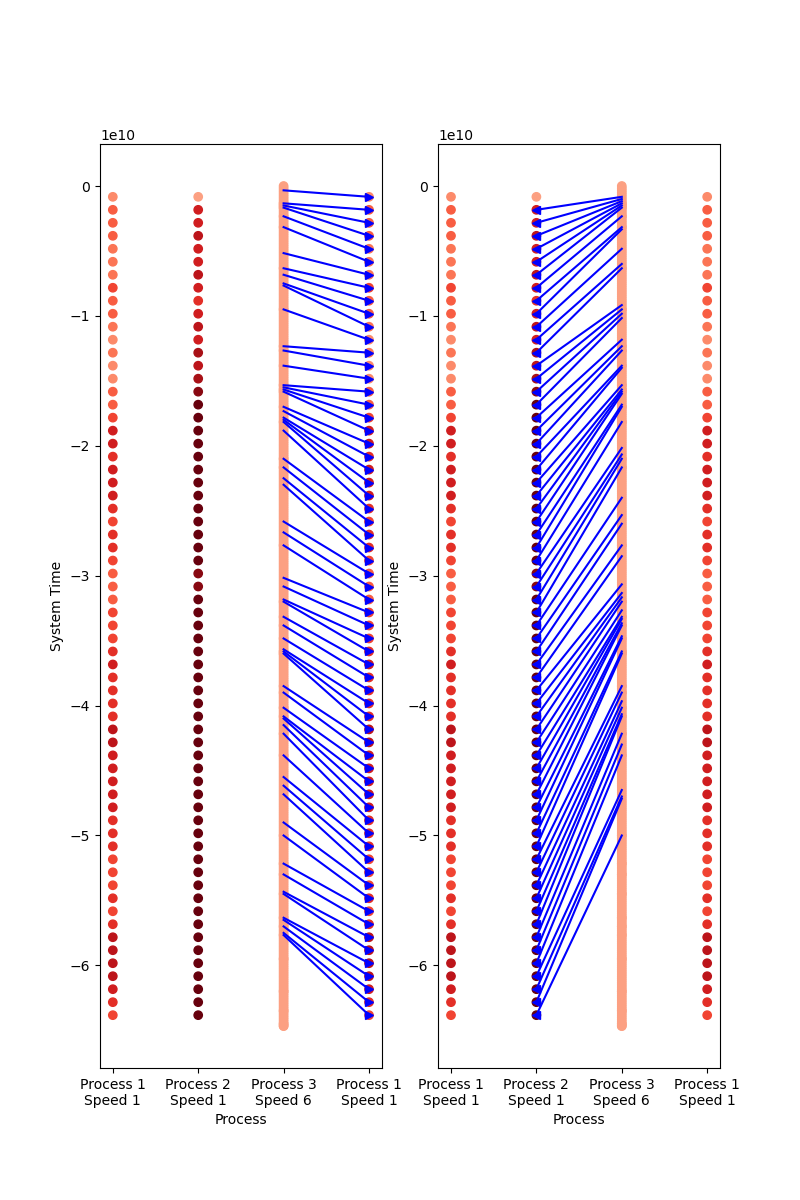 1e10
1e10
0
−1
−2
−3
−4
−5
−6
System Time
Process 1
Speed 1
Process 2
Speed 1
Process 3
Speed 6
Process 1
Speed 1
Process
0
−1
−2
−3
−4
−5
−6
System Time
Process 1
Speed 1
Process 2
Speed 1
Process 3
Speed 6
Process 1
Speed 1
Process